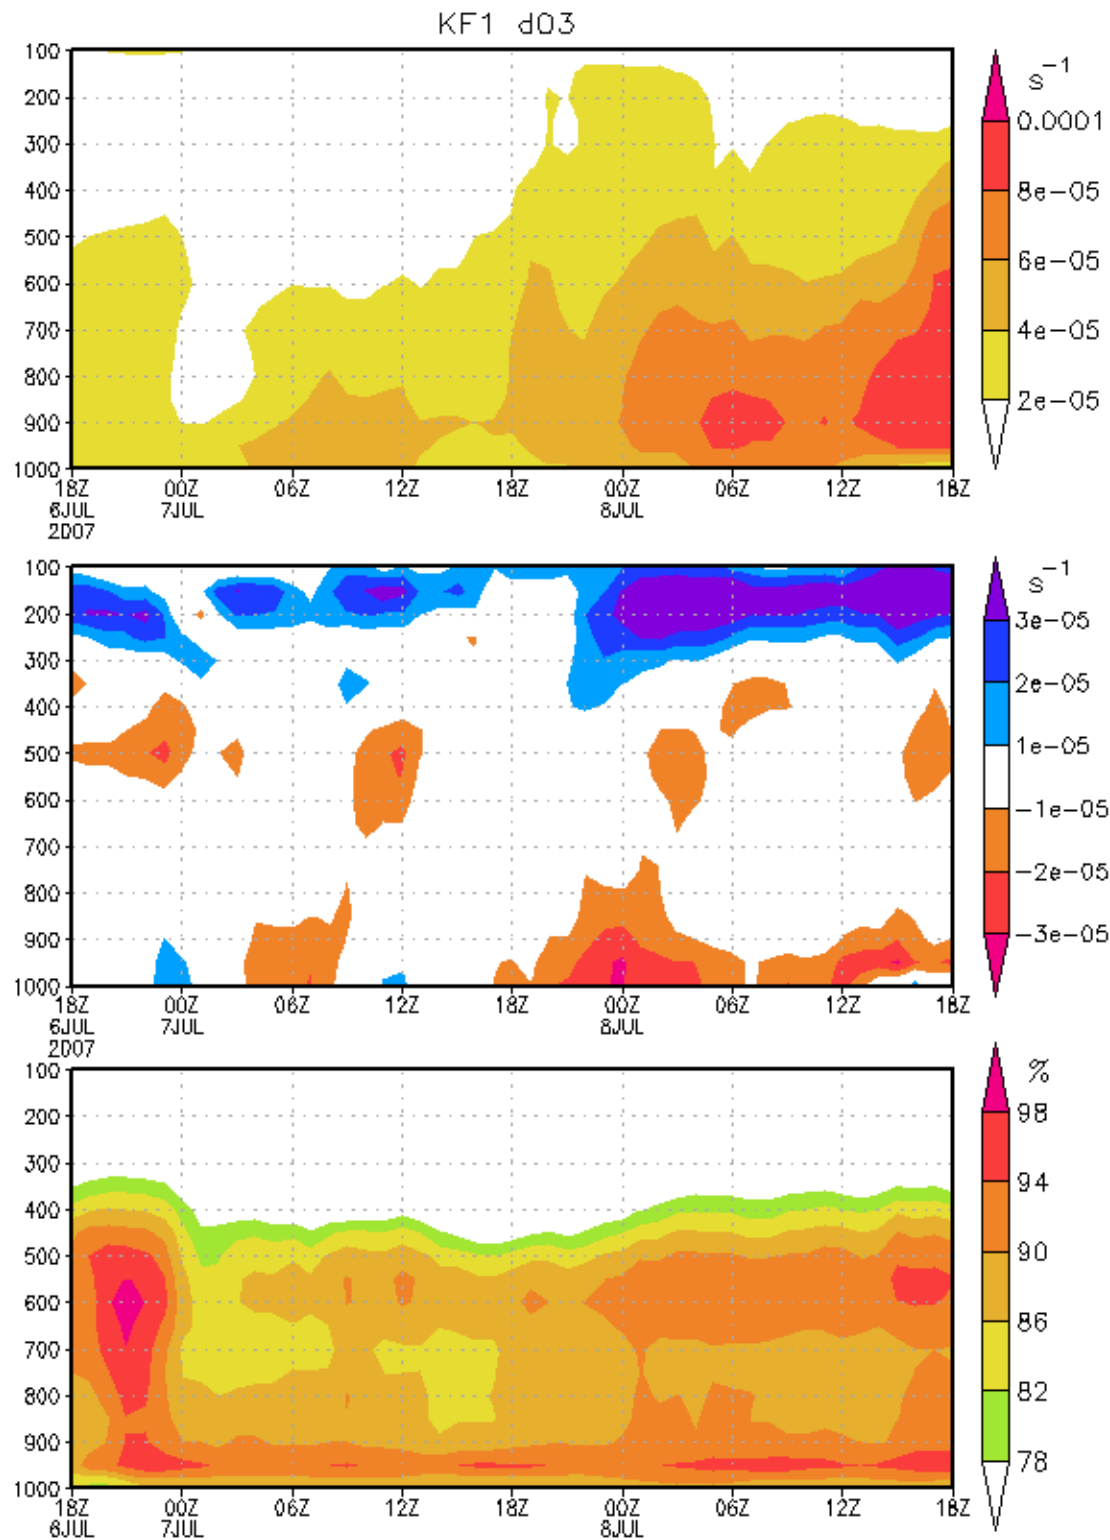 KF1 d03
100
200
300
400
500
600
700
800
900
1000
18Z 00Z 06Z 12Z 18Z 00Z 06Z 12Z 18Z
6JUL 7JUL 8JUL
2007
s⁻¹
0.0001
8e-05
6e-05
4e-05
2e-05
100
200
300
400
500
600
700
800
900
1000
18Z 00Z 06Z 12Z 18Z 00Z 06Z 12Z 18Z
6JUL 7JUL 8JUL
2007
s⁻¹
3e-05
2e-05
1e-05
-1e-05
-2e-05
-3e-05
100
200
300
400
500
600
700
800
900
1000
18Z 00Z 06Z 12Z 18Z 00Z 06Z 12Z 18Z
6JUL 7JUL 8JUL
%
98
94
90
86
82
78